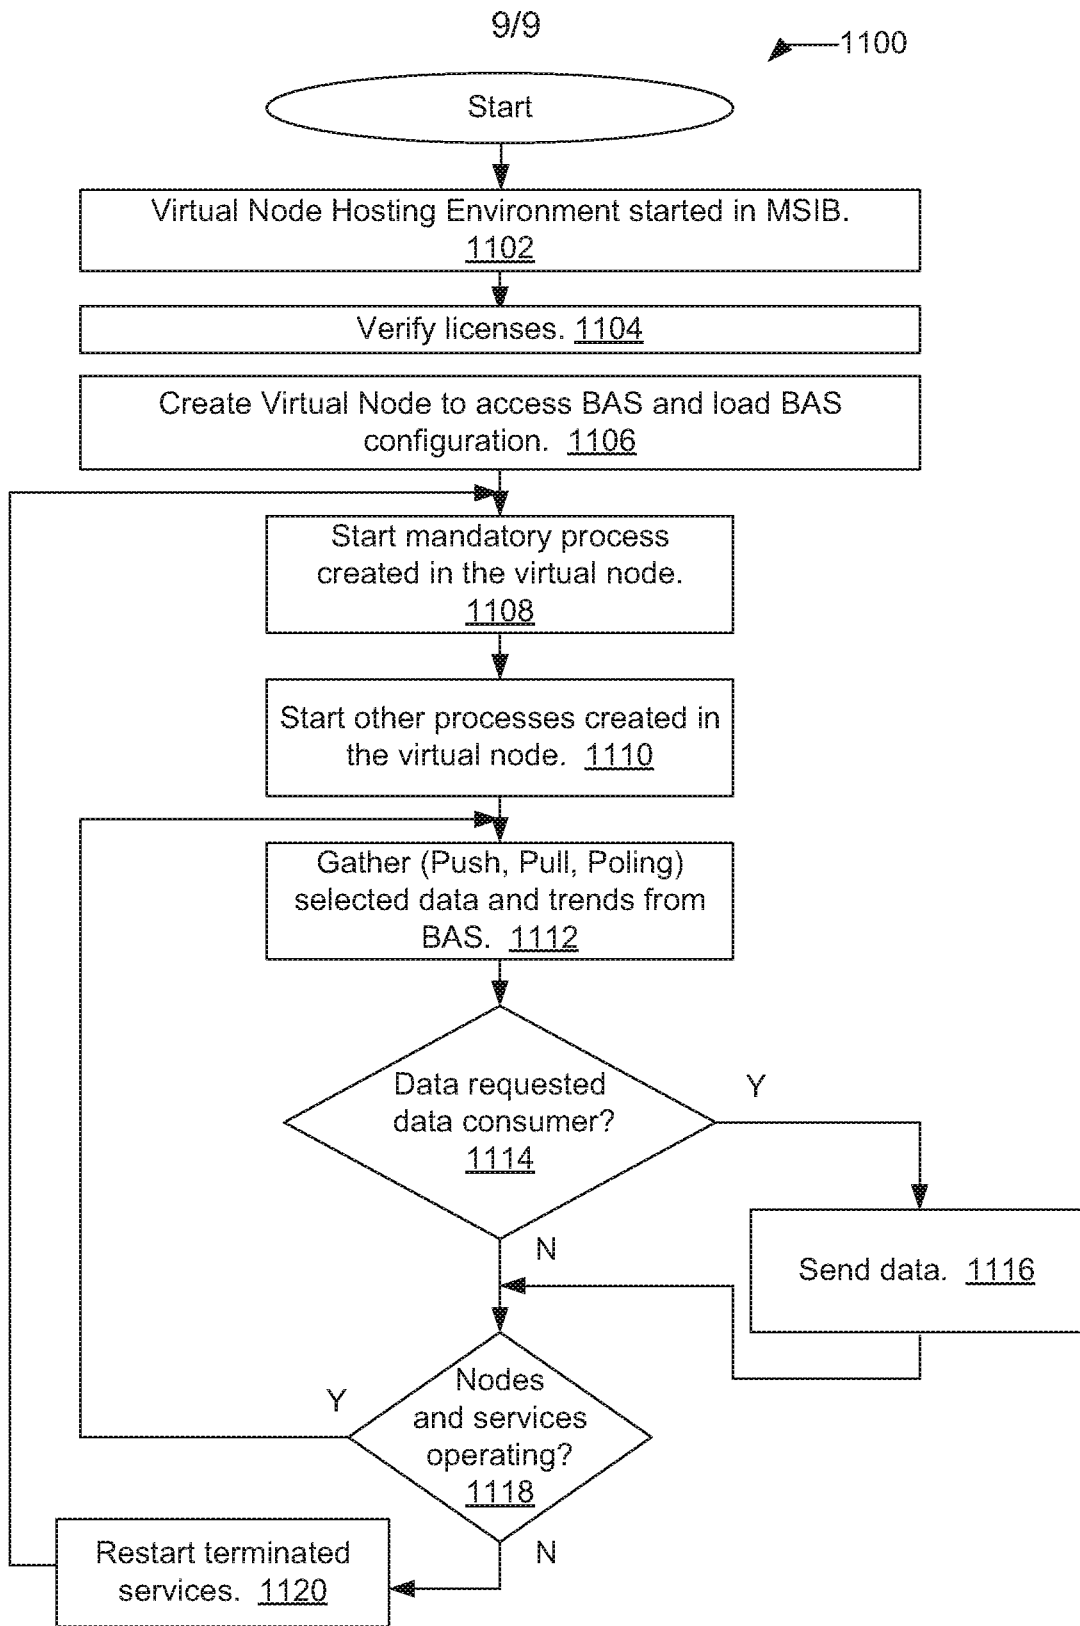 9/9
1100
Start
Virtual Node Hosting Environment started in MSIB.
1102
Verify licenses. 1104
Create Virtual Node to access BAS and load BAS
configuration. 1106
Start mandatory process
created in the virtual node.
1108
Start other processes created in
the virtual node. 1110
Gather (Push, Pull, Poling)
selected data and trends from
BAS. 1112
Data requested
data consumer?
1114
Y
N
Send data. 1116
Nodes
and services
operating?
1118
Y
N
Restart terminated
services. 1120